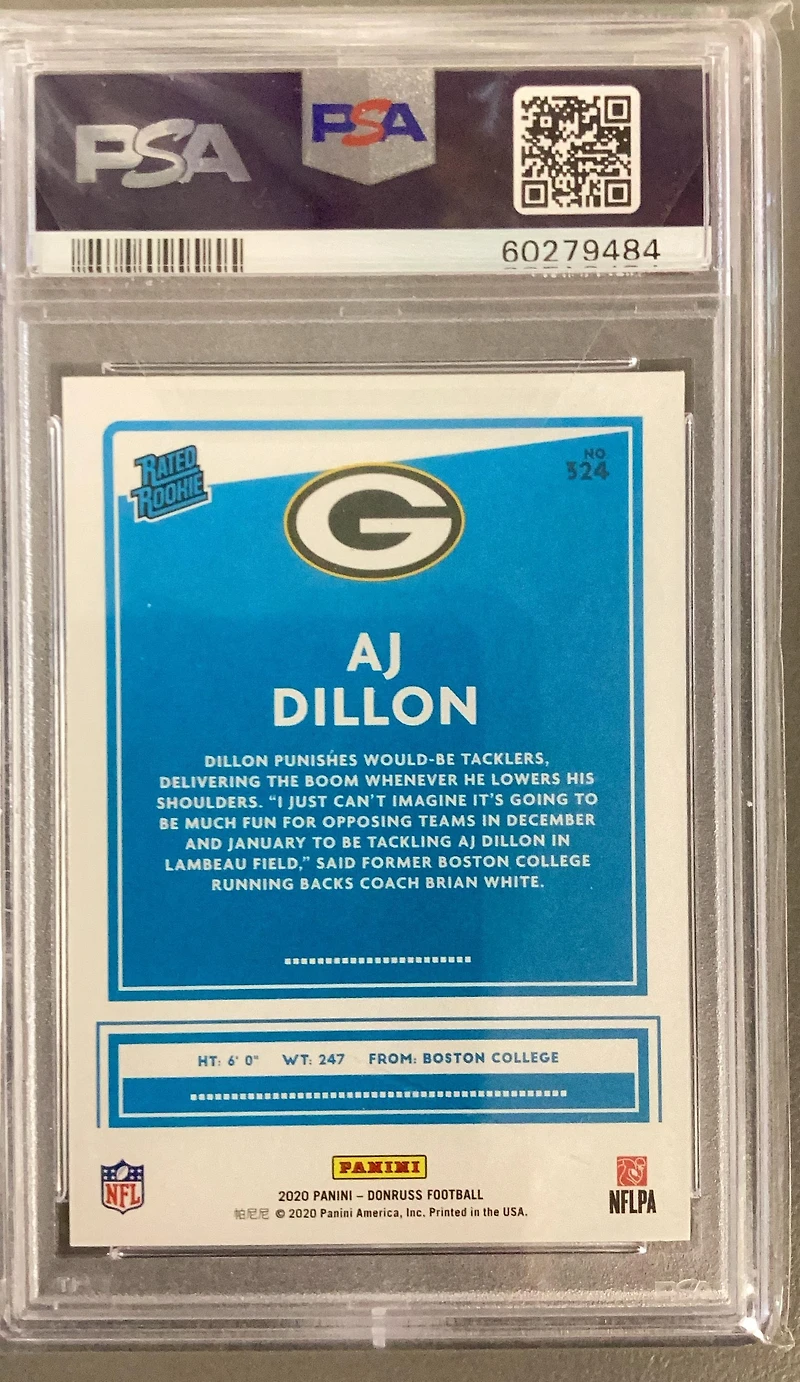 PSA
PSA
60279484
RATED
ROOKIE
NO
324
G
AJ
DILLON
DILLON PUNISHES WOULD-BE TACKLERS,
DELIVERING THE BOOM WHENEVER HE LOWERS HIS
SHOULDERS. “I JUST CAN’T IMAGINE IT’S GOING TO
BE MUCH FUN FOR OPPOSING TEAMS IN DECEMBER
AND JANUARY TO BE TACKLING AJ DILLON IN
LAMBEAU FIELD,” SAID FORMER BOSTON COLLEGE
RUNNING BACKS COACH BRIAN WHITE.
HT: 6' 0" WT: 247 FROM: BOSTON COLLEGE
PANINI
NFL
2020 PANINI – DONRUSS FOOTBALL
帕尼尼 © 2020 Panini America, Inc. Printed in the USA.
NFLPA
PSA